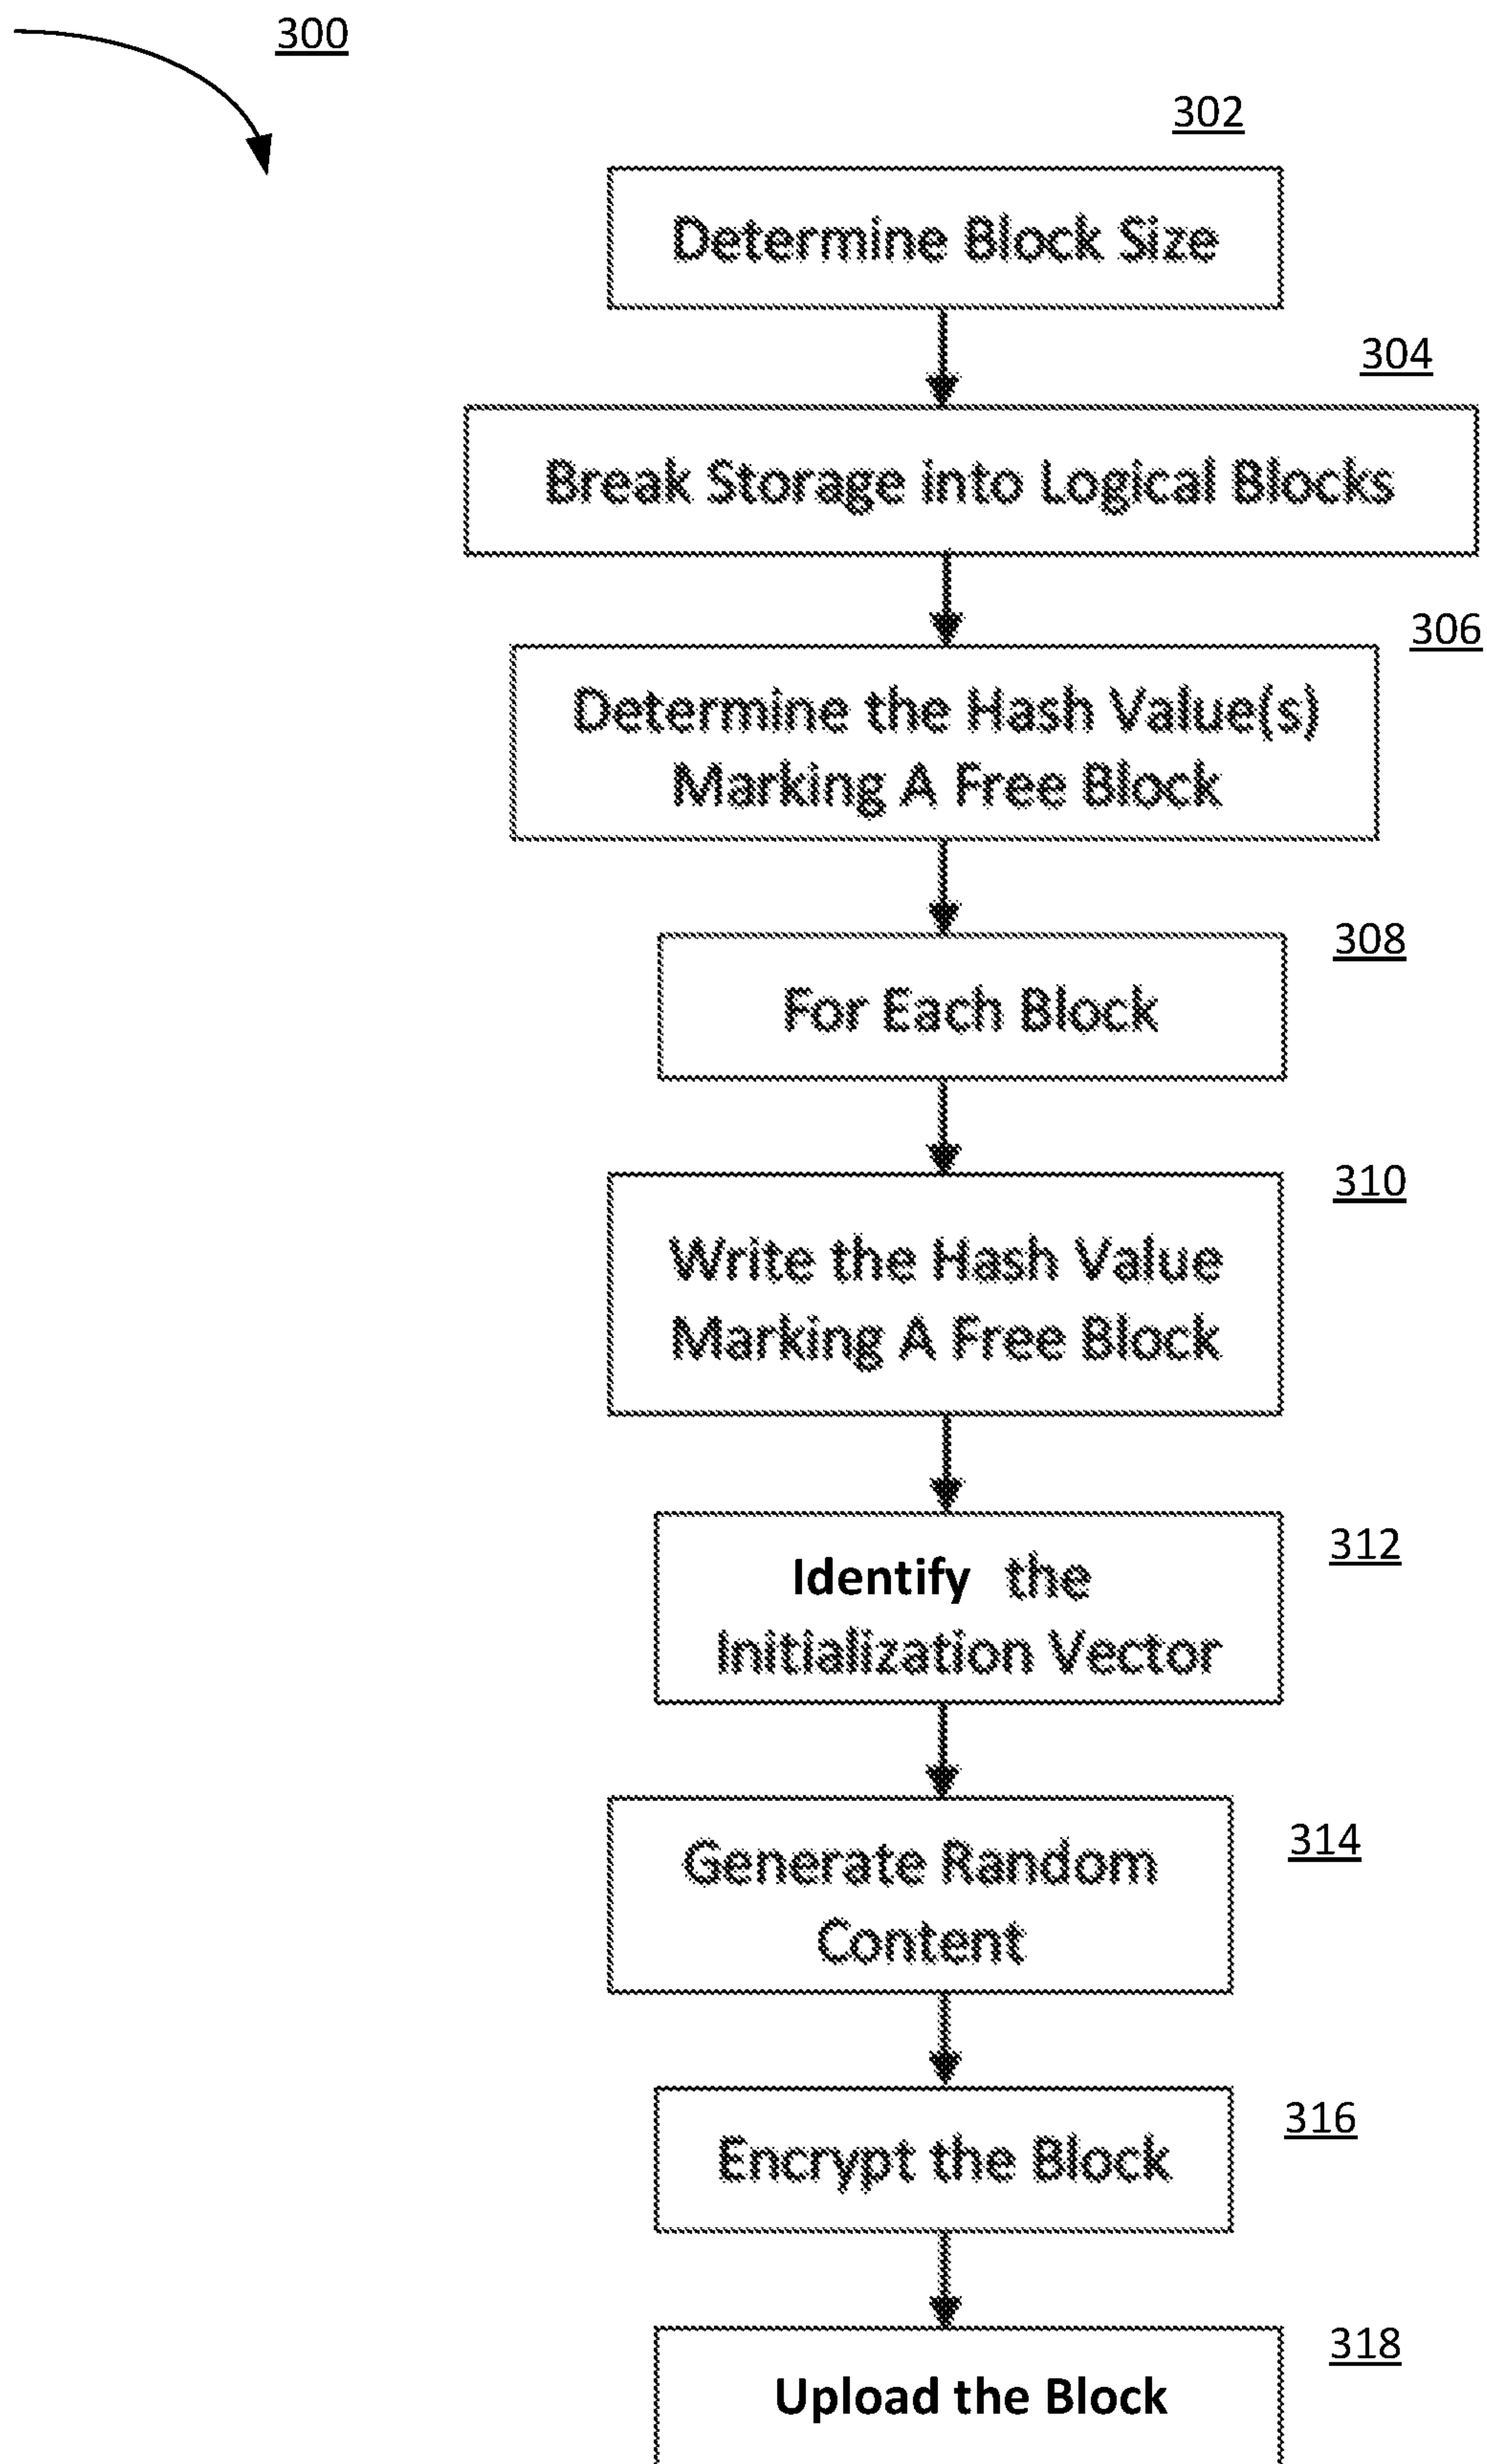 300
302
Determine Block Size
304
Break Storage into Logical Blocks
306
Determine the Hash Value(s)
Marking A Free Block
308
For Each Block
310
Write the Hash Value
Marking A Free Block
312
Identify the
Initialization Vector
314
Generate Random
Content
316
Encrypt the Block
318
Upload the Block